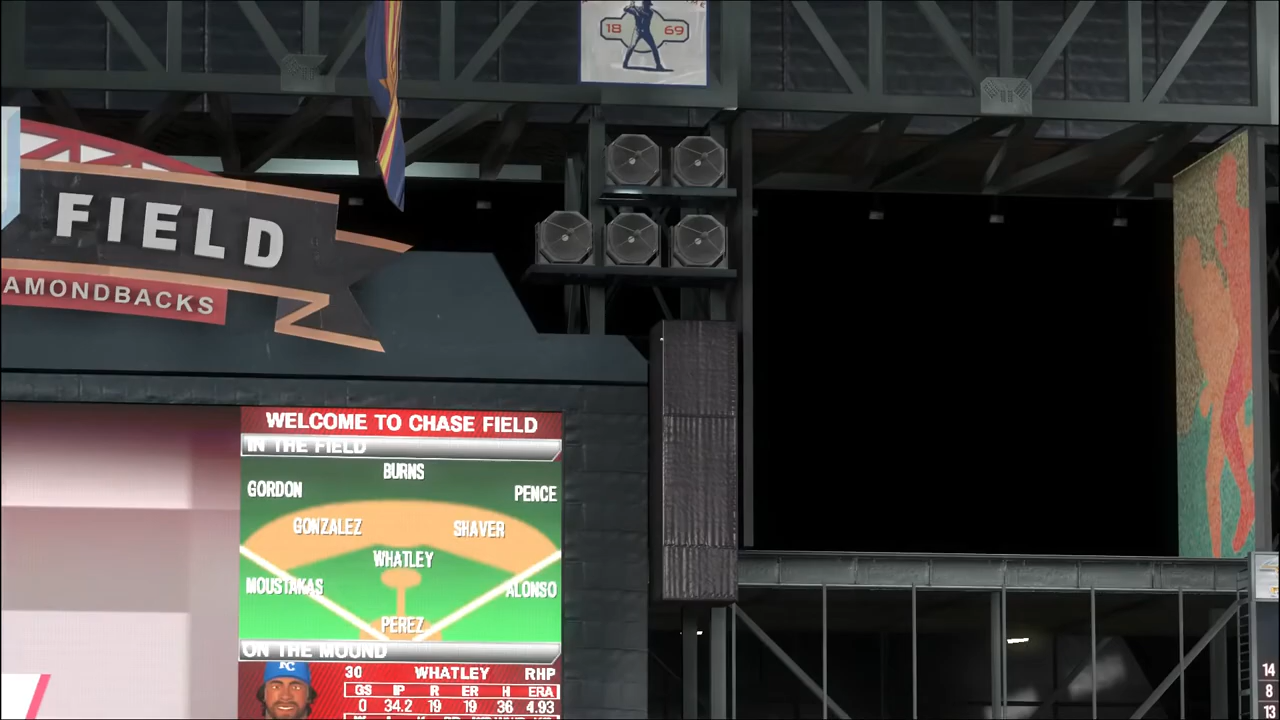 18 69
FIELD
AMONDBACKS
WELCOME TO CHASE FIELD
IN THE FIELD
BURNS
GORDON
PENCE
GONZALEZ
SHAVER
WHATLEY
MOUSTAKAS
ALONSO
PEREZ
ON THE MOUND
KC
30 WHATLEY RHP
GS IP R ER H ERA
0 34.2 19 19 36 4.93
14
8
13